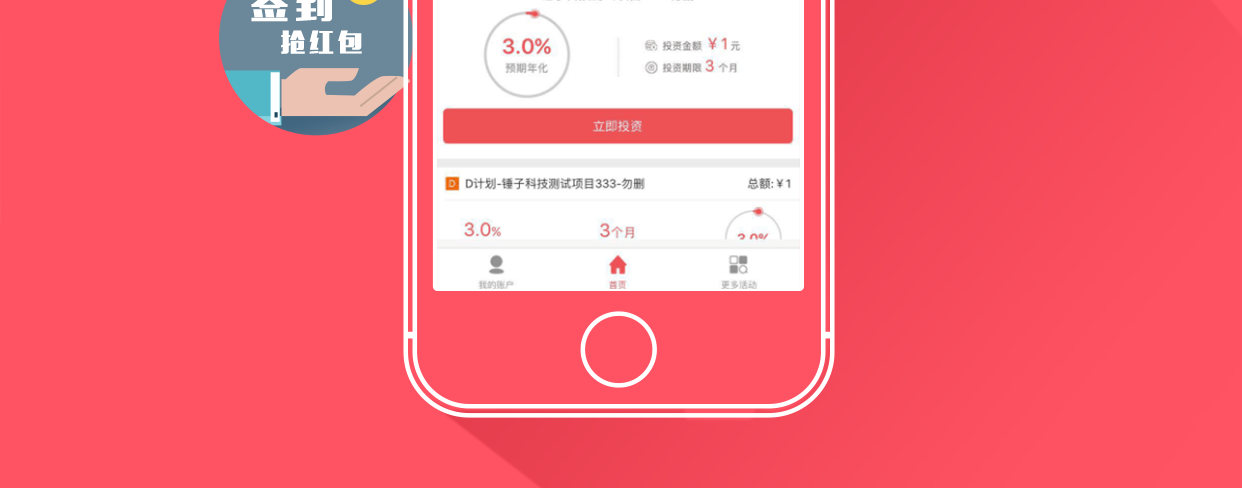 签到
抢红包
3.0%
预期年化
投资金额 ¥1元
投资期限 3个月
立即投资
D D计划-锤子科技测试项目333-勿删 总额:¥1
3.0% 3个月 3.0%
我的账户 首页 更多活动